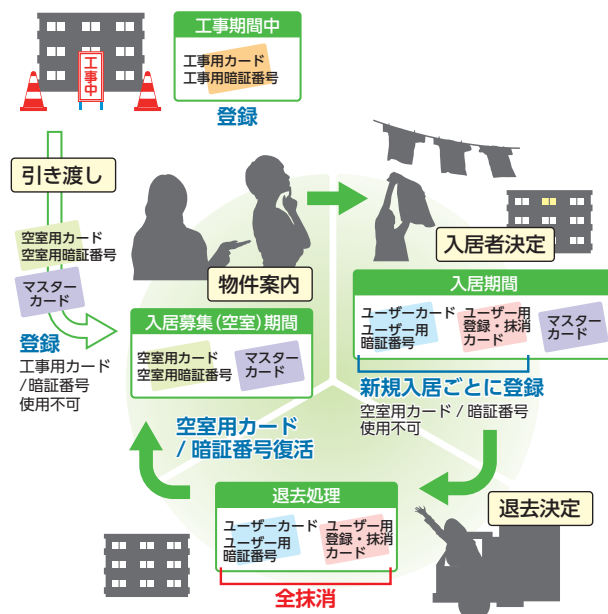 工事中
工事期間中
工事用カード
工事用暗証番号
登録
引き渡し
空室用カード
空室用暗証番号
マスター
カード
登録
工事用カード
/暗証番号
使用不可
物件案内
入居募集(空室)期間
空室用カード
空室用暗証番号
マスター
カード
入居者決定
入居期間
ユーザーカード
ユーザー用
暗証番号
ユーザー用
登録・抹消
カード
マスター
カード
新規入居ごとに登録
空室用カード / 暗証番号
使用不可
空室用カード
/ 暗証番号復活
退去決定
退去処理
ユーザーカード
ユーザー用
暗証番号
ユーザー用
登録・抹消
カード
全抹消